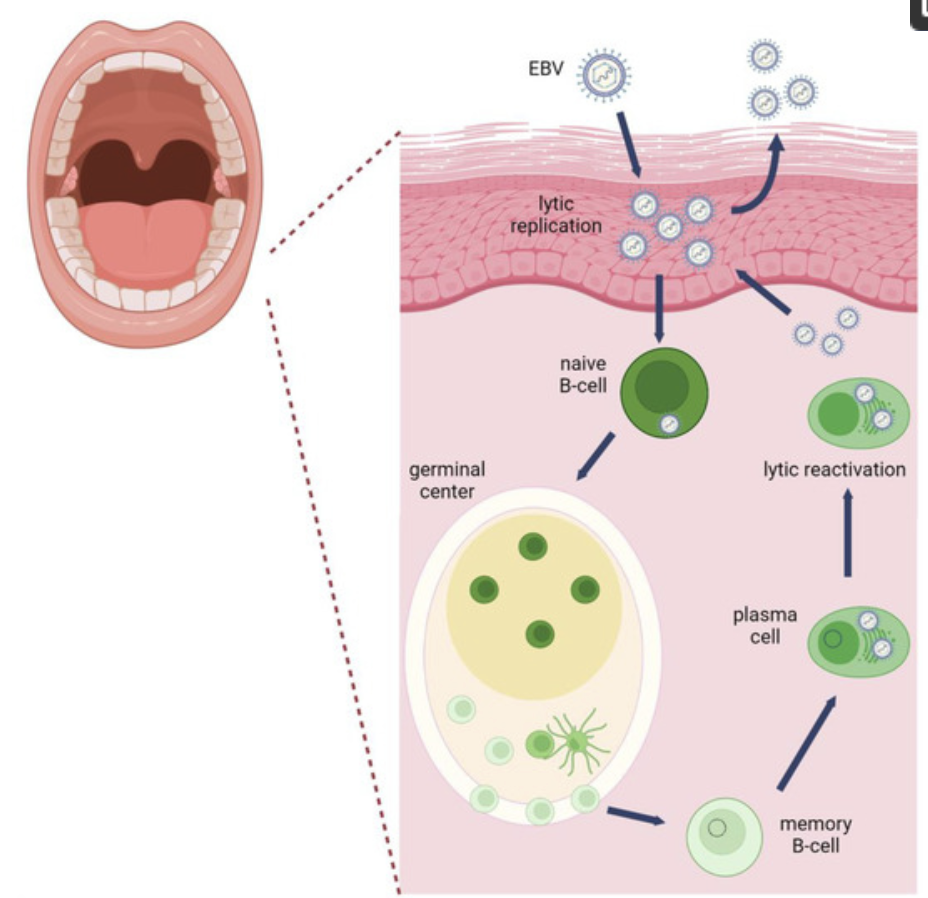 EBV
lytic
replication
naive
B-cell
germinal
center
lytic reactivation
plasma
cell
memory
B-cell